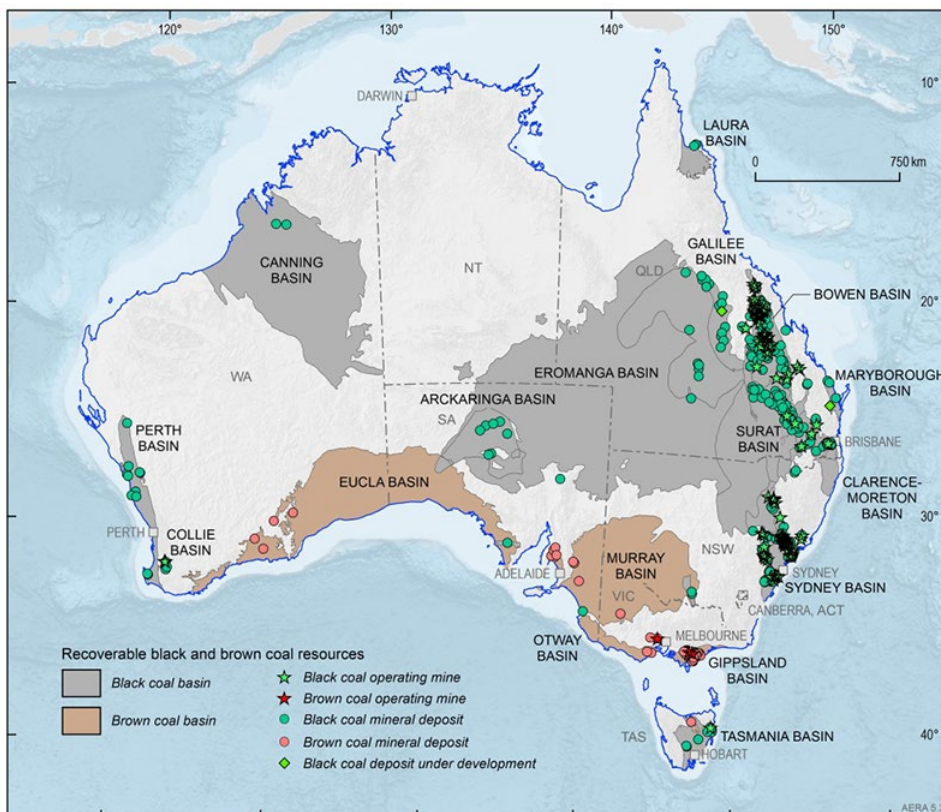 120°
130°
140°
150°
10°
DARWIN
LAURA
BASIN
0
750 km
GALILEE
BASIN
CANNING
BASIN
NT
QLD
BOWEN BASIN
20°
WA
EROMANGA BASIN
MARYBOROUGH
BASIN
ARCKARINGA BASIN
SA
PERTH
BASIN
SURAT
BASIN
BRISBANE
EUCLA BASIN
CLARENCE-
MORETON
BASIN
30°
PERTH
COLLIE
BASIN
ADELAIDE
MURRAY
BASIN
NSW
SYDNEY
SYDNEY BASIN
VIC
CANBERRA, ACT
OTWAY
BASIN
MELBOURNE
GIPPSLAND
BASIN
Recoverable black and brown coal resources
Black coal basin
Brown coal basin
Black coal operating mine
Brown coal operating mine
Black coal mineral deposit
Brown coal mineral deposit
Black coal deposit under development
TAS
TASMANIA BASIN
HOBART
40°